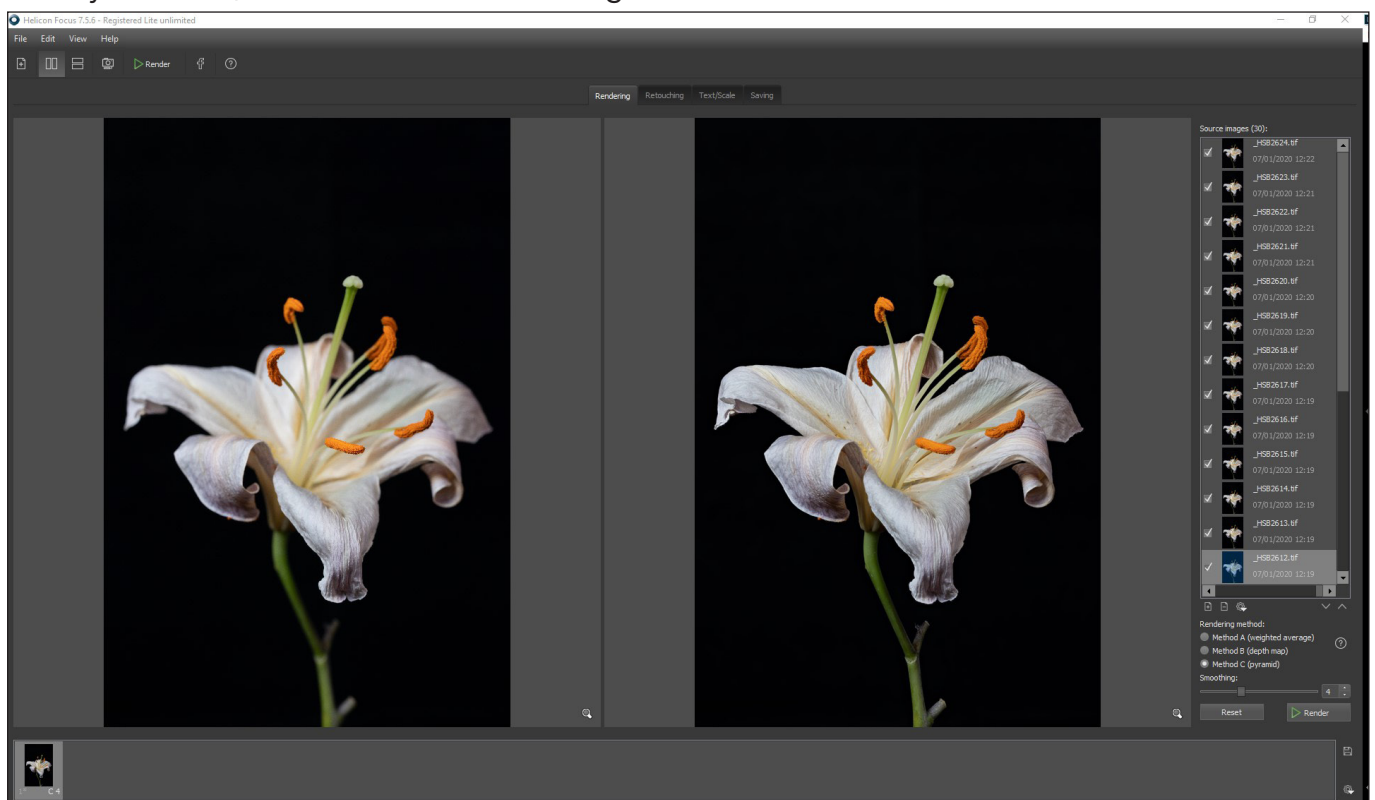 Helicon Focus 7.5.6 - Registered Lite unlimited
File Edit View Help
Render
Rendering Retouching Text/Scale Saving
Source images (30):
_HSB2624.tif
07/01/2020 12:22
_HSB2623.tif
07/01/2020 12:21
_HSB2622.tif
07/01/2020 12:21
_HSB2621.tif
07/01/2020 12:21
_HSB2620.tif
07/01/2020 12:20
_HSB2619.tif
07/01/2020 12:20
_HSB2618.tif
07/01/2020 12:20
_HSB2617.tif
07/01/2020 12:19
_HSB2616.tif
07/01/2020 12:19
_HSB2615.tif
07/01/2020 12:19
_HSB2614.tif
07/01/2020 12:19
_HSB2613.tif
07/01/2020 12:19
_HSB2612.tif
07/01/2020 12:19
Rendering method:
Method A (weighted average)
Method B (depth map)
Method C (pyramid)
Smoothing:
4
Reset Render
C 4